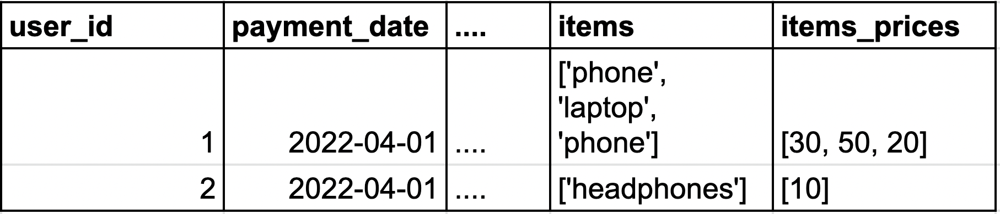 user_id payment_date .... items items_prices
['phone',
'laptop',
1 2022-04-01 .... 'phone'] [30, 50, 20]
2 2022-04-01 .... ['headphones'] [10]